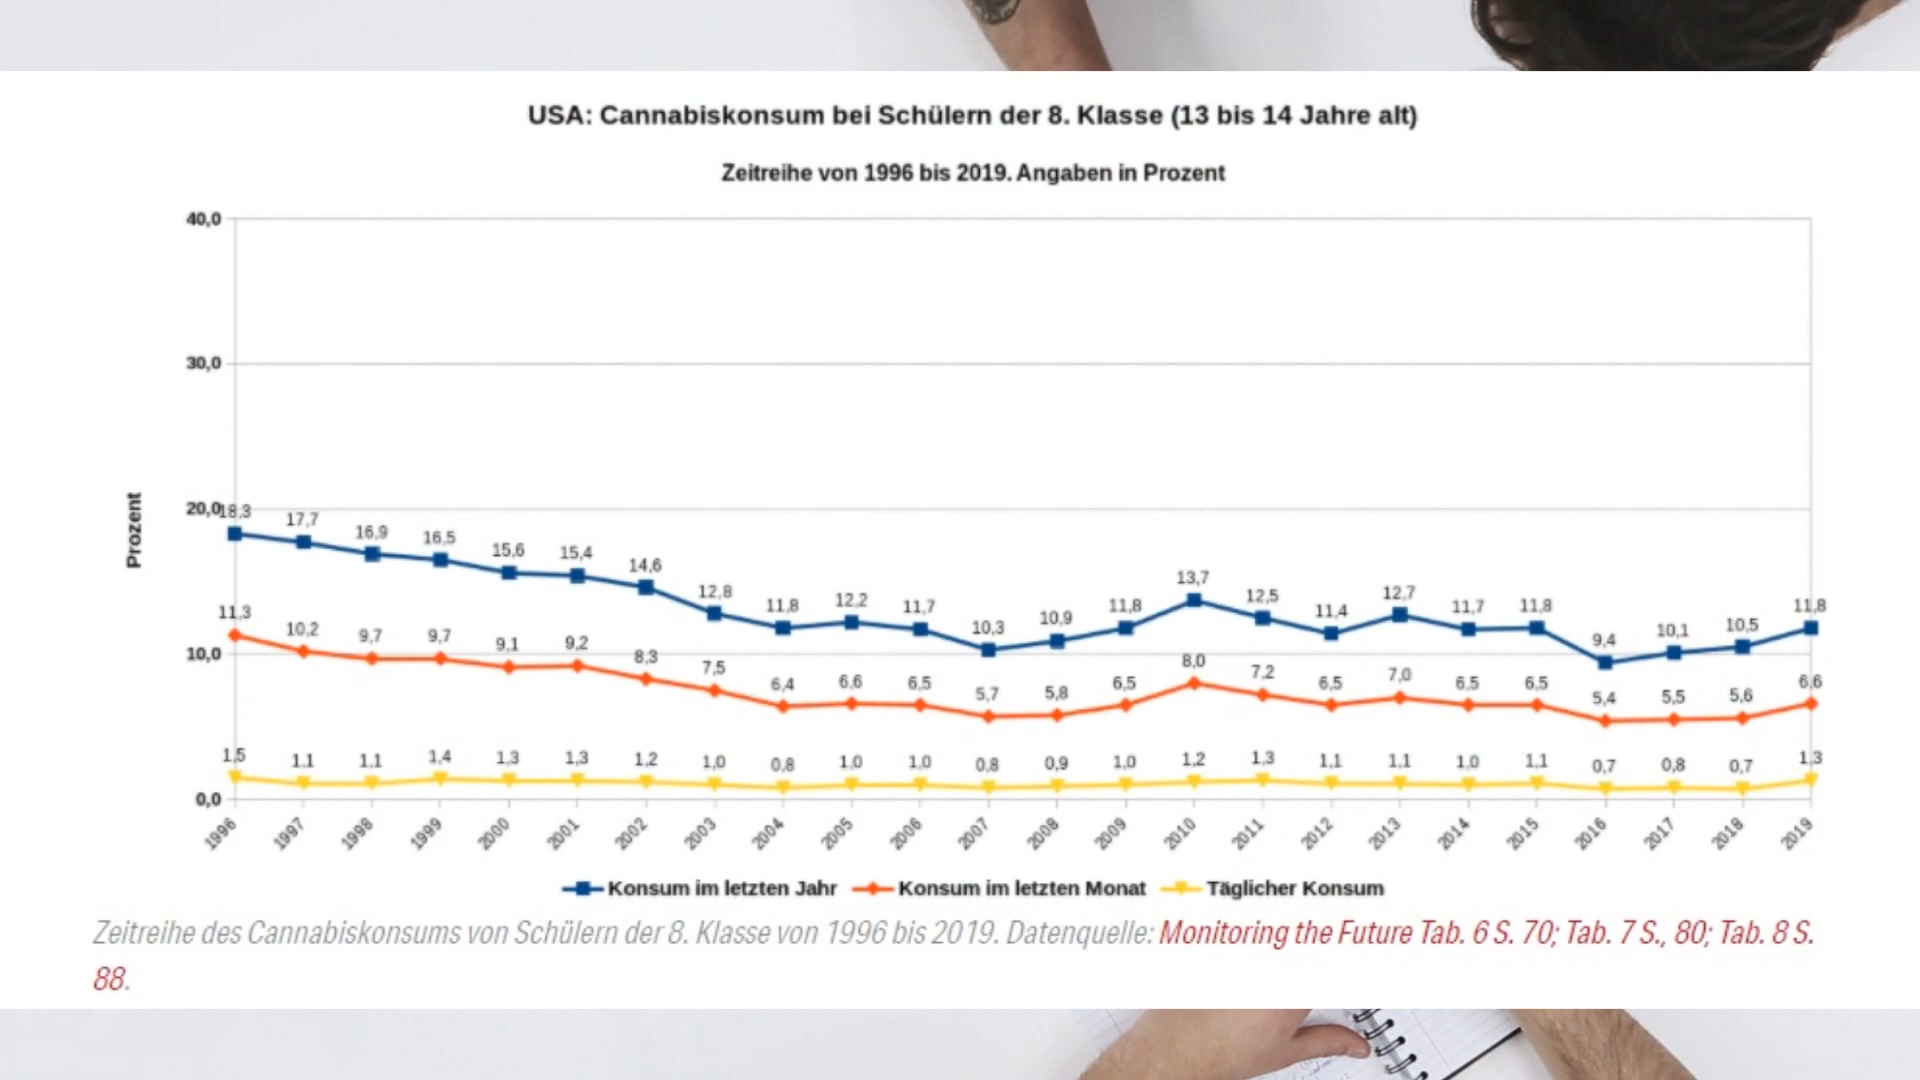 USA: Cannabiskonsum bei Schülern der 8. Klasse (13 bis 14 Jahre alt)
Zeitreihe von 1996 bis 2019. Angaben in Prozent
Prozent
40,0
30,0
20,0
10,0
0,0
18,3 17,7 16,9 16,5 15,6 15,4 14,6 12,8 11,8 12,2 11,7 10,3 10,9 11,8 13,7 12,5 11,4 12,7 11,7 11,8 9,4 10,1 10,5 11,8
11,3 10,2 9,7 9,7 9,1 9,2 8,3 7,5 6,4 6,6 6,5 5,7 5,8 6,5 8,0 7,2 6,5 7,0 6,5 6,5 5,4 5,5 5,6 6,6
1,5 1,1 1,1 1,4 1,3 1,3 1,2 1,0 0,8 1,0 1,0 0,8 0,9 1,0 1,2 1,3 1,1 1,1 1,0 1,1 0,7 0,8 0,7 1,3
1996 1997 1998 1999 2000 2001 2002 2003 2004 2005 2006 2007 2008 2009 2010 2011 2012 2013 2014 2015 2016 2017 2018 2019
Konsum im letzten Jahr Konsum im letzten Monat Täglicher Konsum
Zeitreihe des Cannabiskonsums von Schülern der 8. Klasse von 1996 bis 2019. Datenquelle: Monitoring the Future Tab. 6 S. 70; Tab. 7 S., 80; Tab. 8 S.
88.